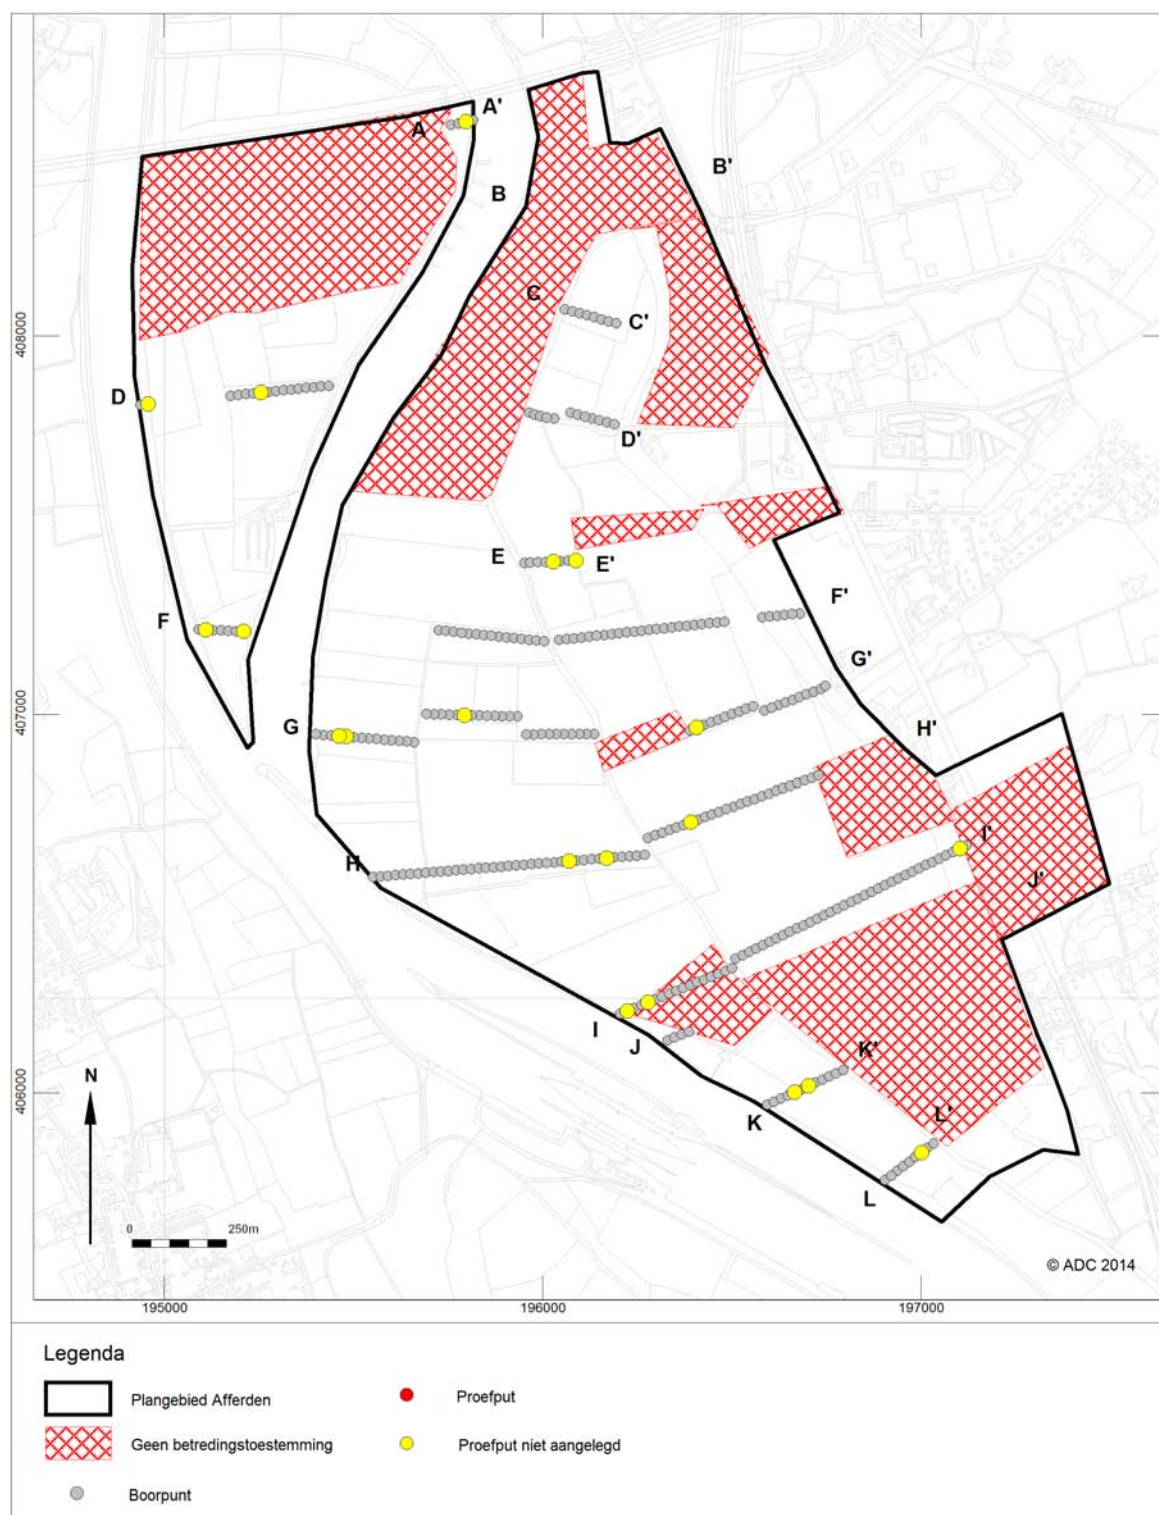 A'
A
B'
B
C
C'
408000
D
D'
E
E'
F'
F
G'
407000
G
H'
I'
H
J'
I
J
K'
406000
N
K
L'
L
0 250m
© ADC 2014
195000 196000 197000
Legenda
Plangebied Afferden
Proefput
Geen betredingstoestemming
Proefput niet aangelegd
Boorpunt